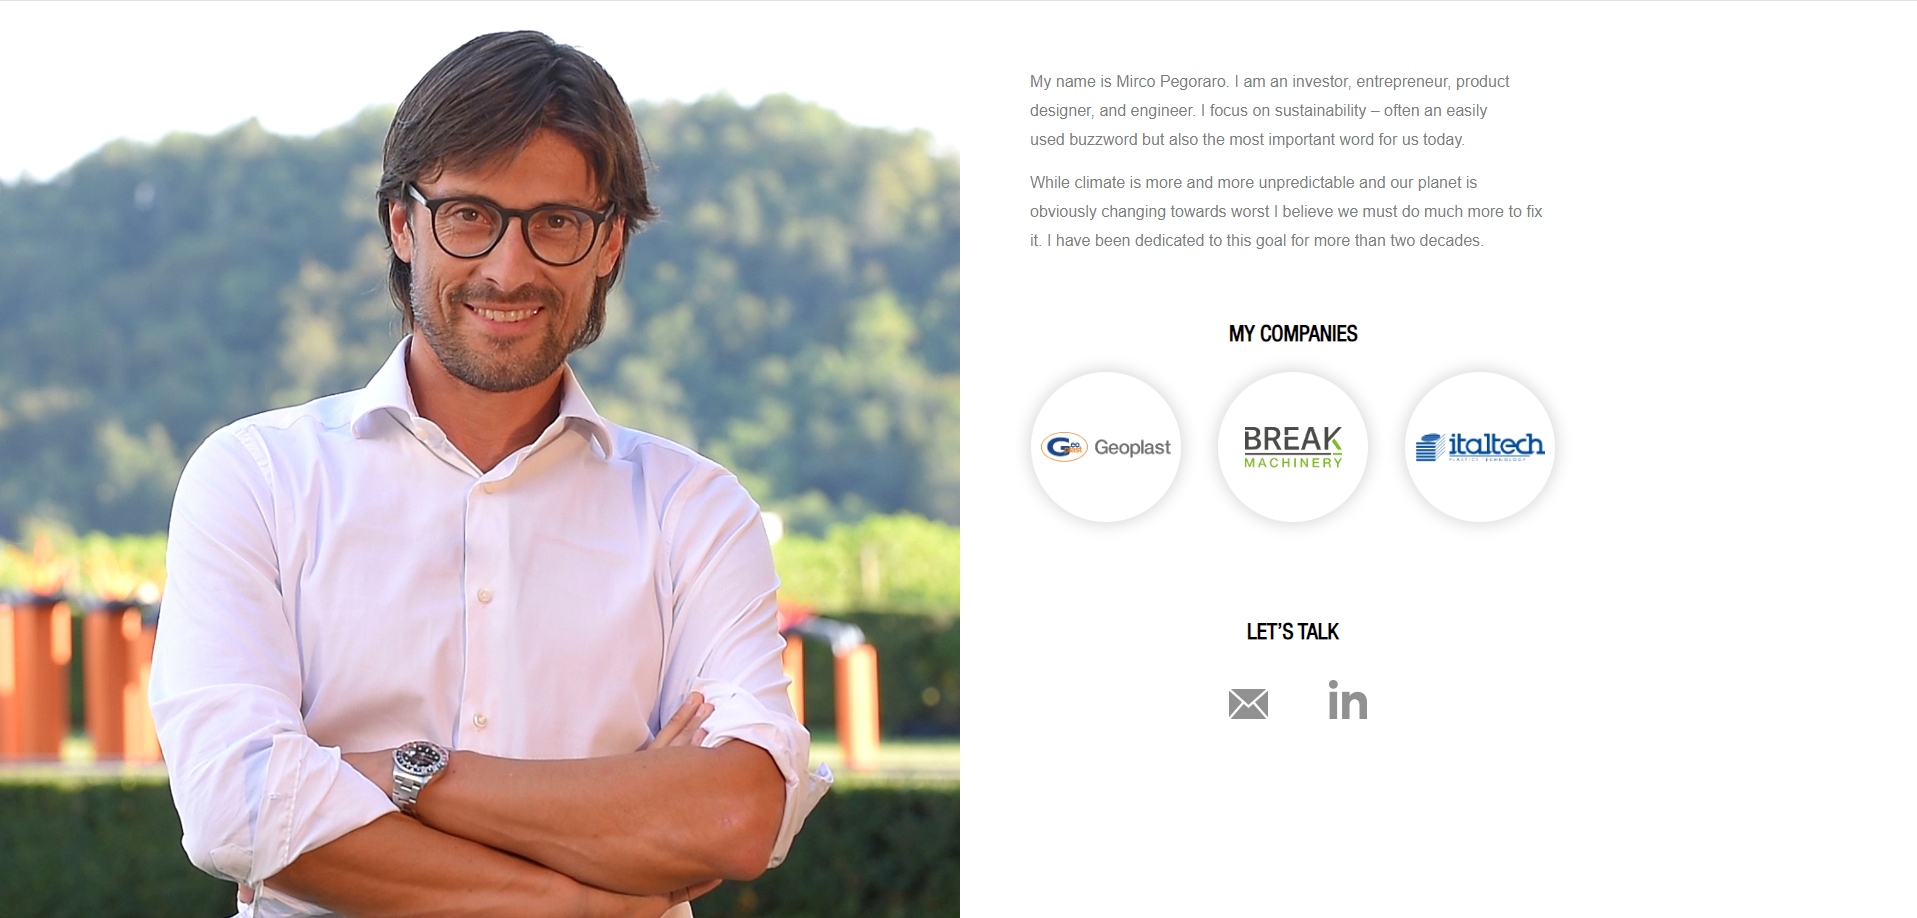 My name is Mirco Pegoraro. I am an investor, entrepreneur, product
designer, and engineer. I focus on sustainability – often an easily
used buzzword but also the most important word for us today.
While climate is more and more unpredictable and our planet is
obviously changing towards worst I believe we must do much more to fix
it. I have been dedicated to this goal for more than two decades.
MY COMPANIES
Geoplast
BREAK
MACHINERY
italtech
PLASTICS TECHNOLOGY
LET’S TALK
in